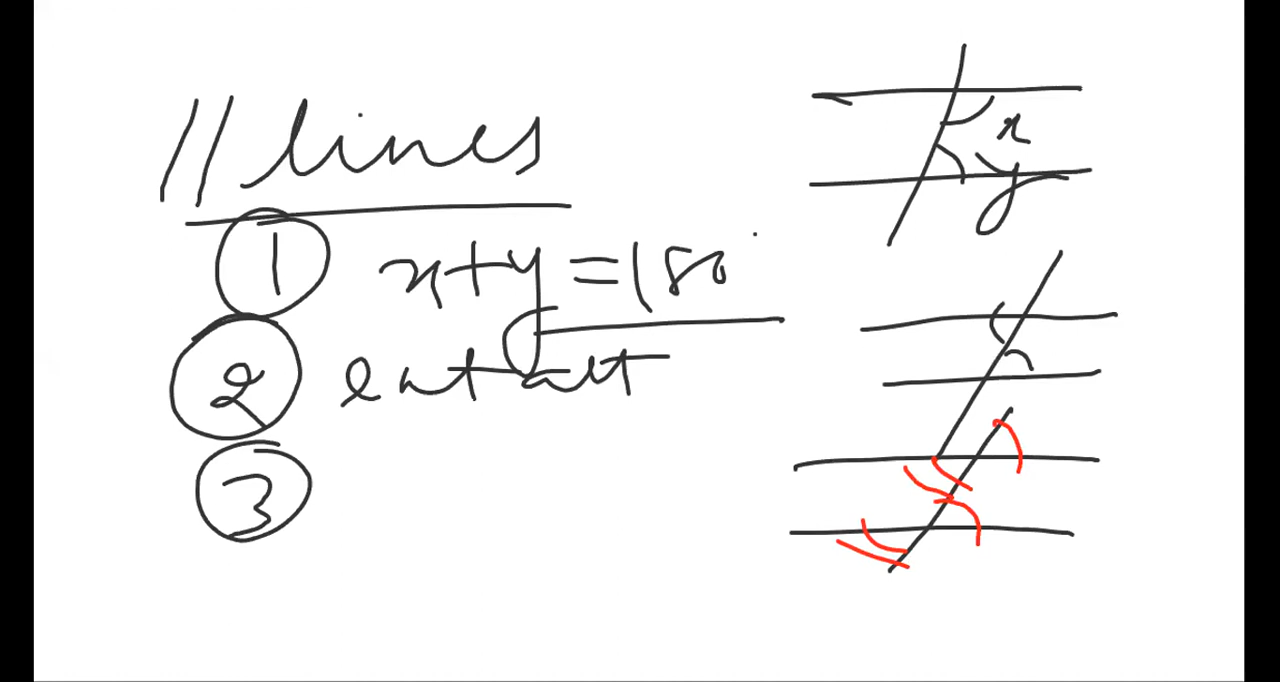 // lines
① x+y=180°
②
③
x
y